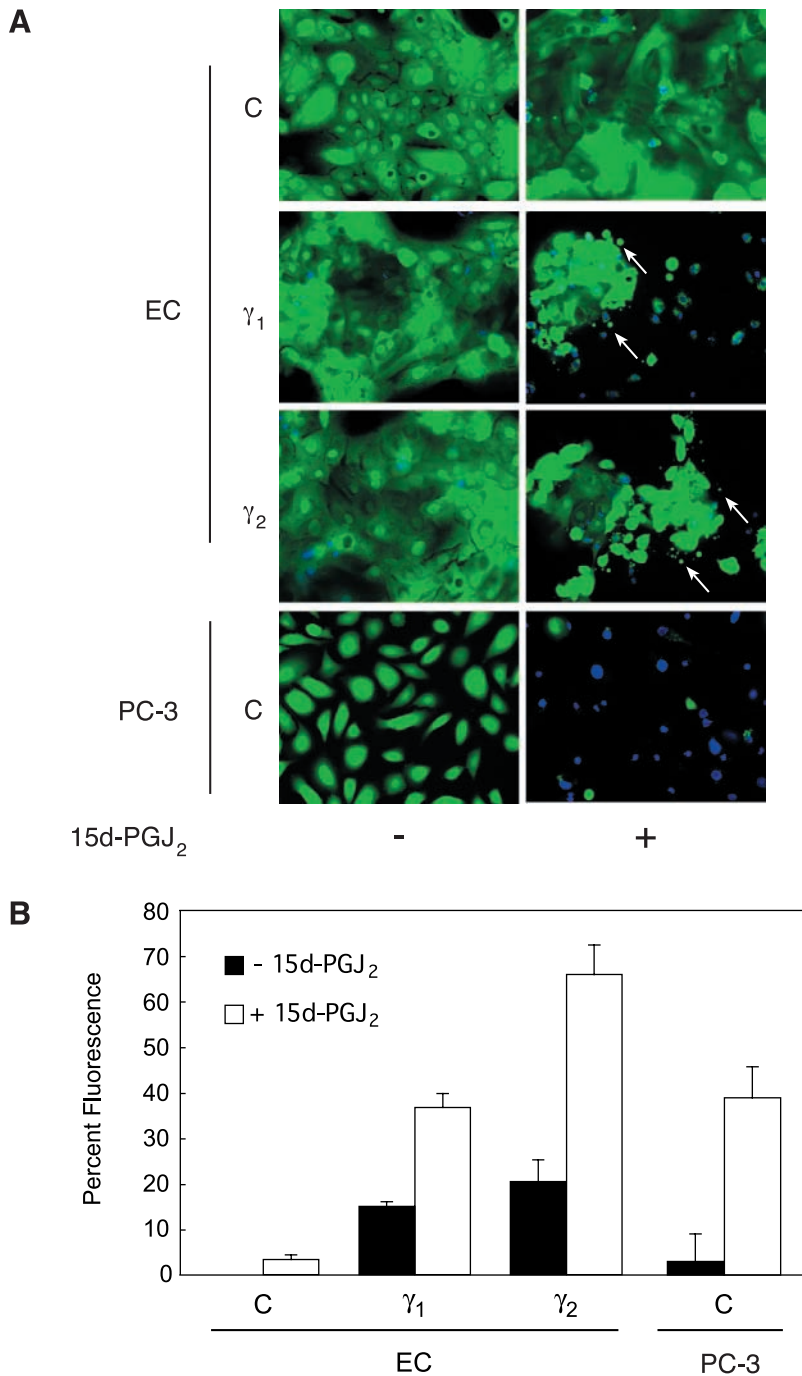 A
EC
C
γ1
γ2
PC-3
C
15d-PGJ2
-
+
B
Percent Fluorescence
80
70
60
50
40
30
20
10
0
- 15d-PGJ2
+ 15d-PGJ2
C
γ1
γ2
C
EC
PC-3